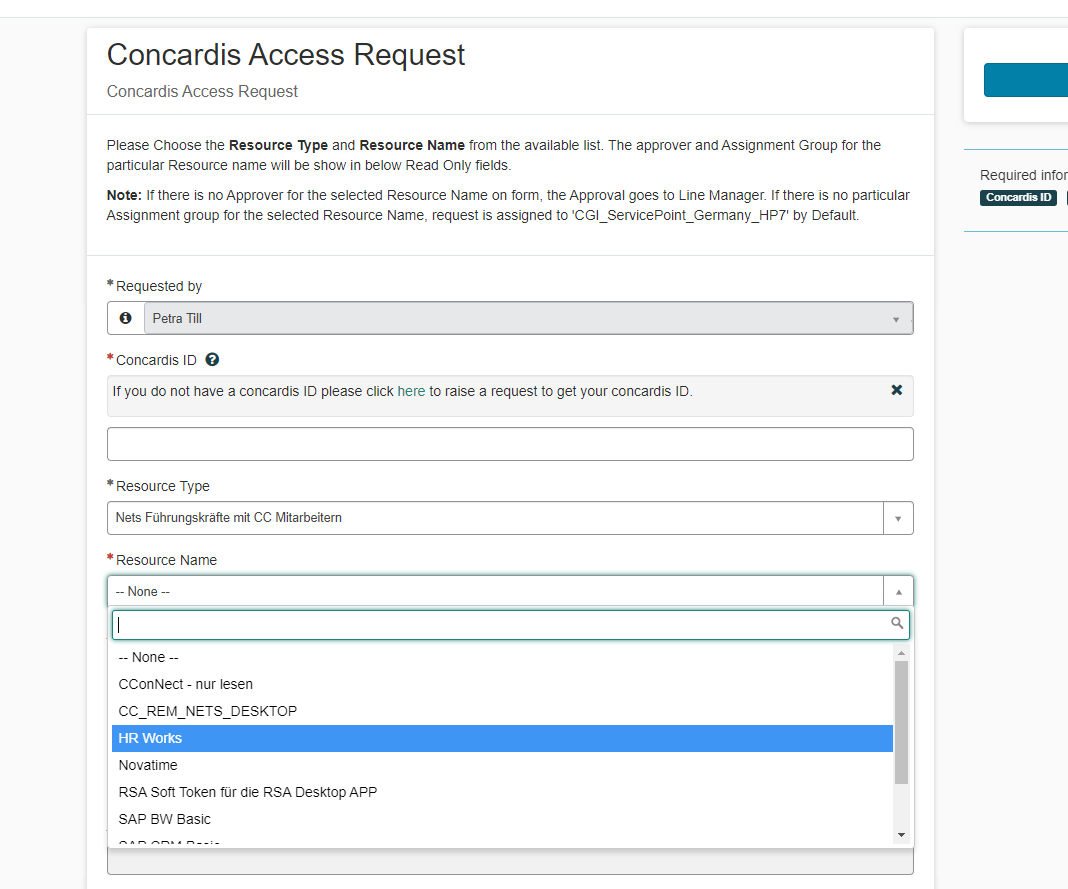 Concardis Access Request
Concardis Access Request
Please Choose the Resource Type and Resource Name from the available list. The approver and Assignment Group for the
particular Resource name will be show in below Read Only fields.
Note: If there is no Approver for the selected Resource Name on form, the Approval goes to Line Manager. If there is no particular
Assignment group for the selected Resource Name, request is assigned to 'CGI_ServicePoint_Germany_HP7' by Default.
Required infor
Concardis ID
*Requested by
Petra Till
*Concardis ID
If you do not have a concardis ID please click here to raise a request to get your concardis ID.
*Resource Type
Nets Führungskräfte mit CC Mitarbeitern
*Resource Name
-- None --
-- None --
CConNect - nur lesen
CC_REM_NETS_DESKTOP
HR Works
Novatime
RSA Soft Token für die RSA Desktop APP
SAP BW Basic
SAP CRM Basic